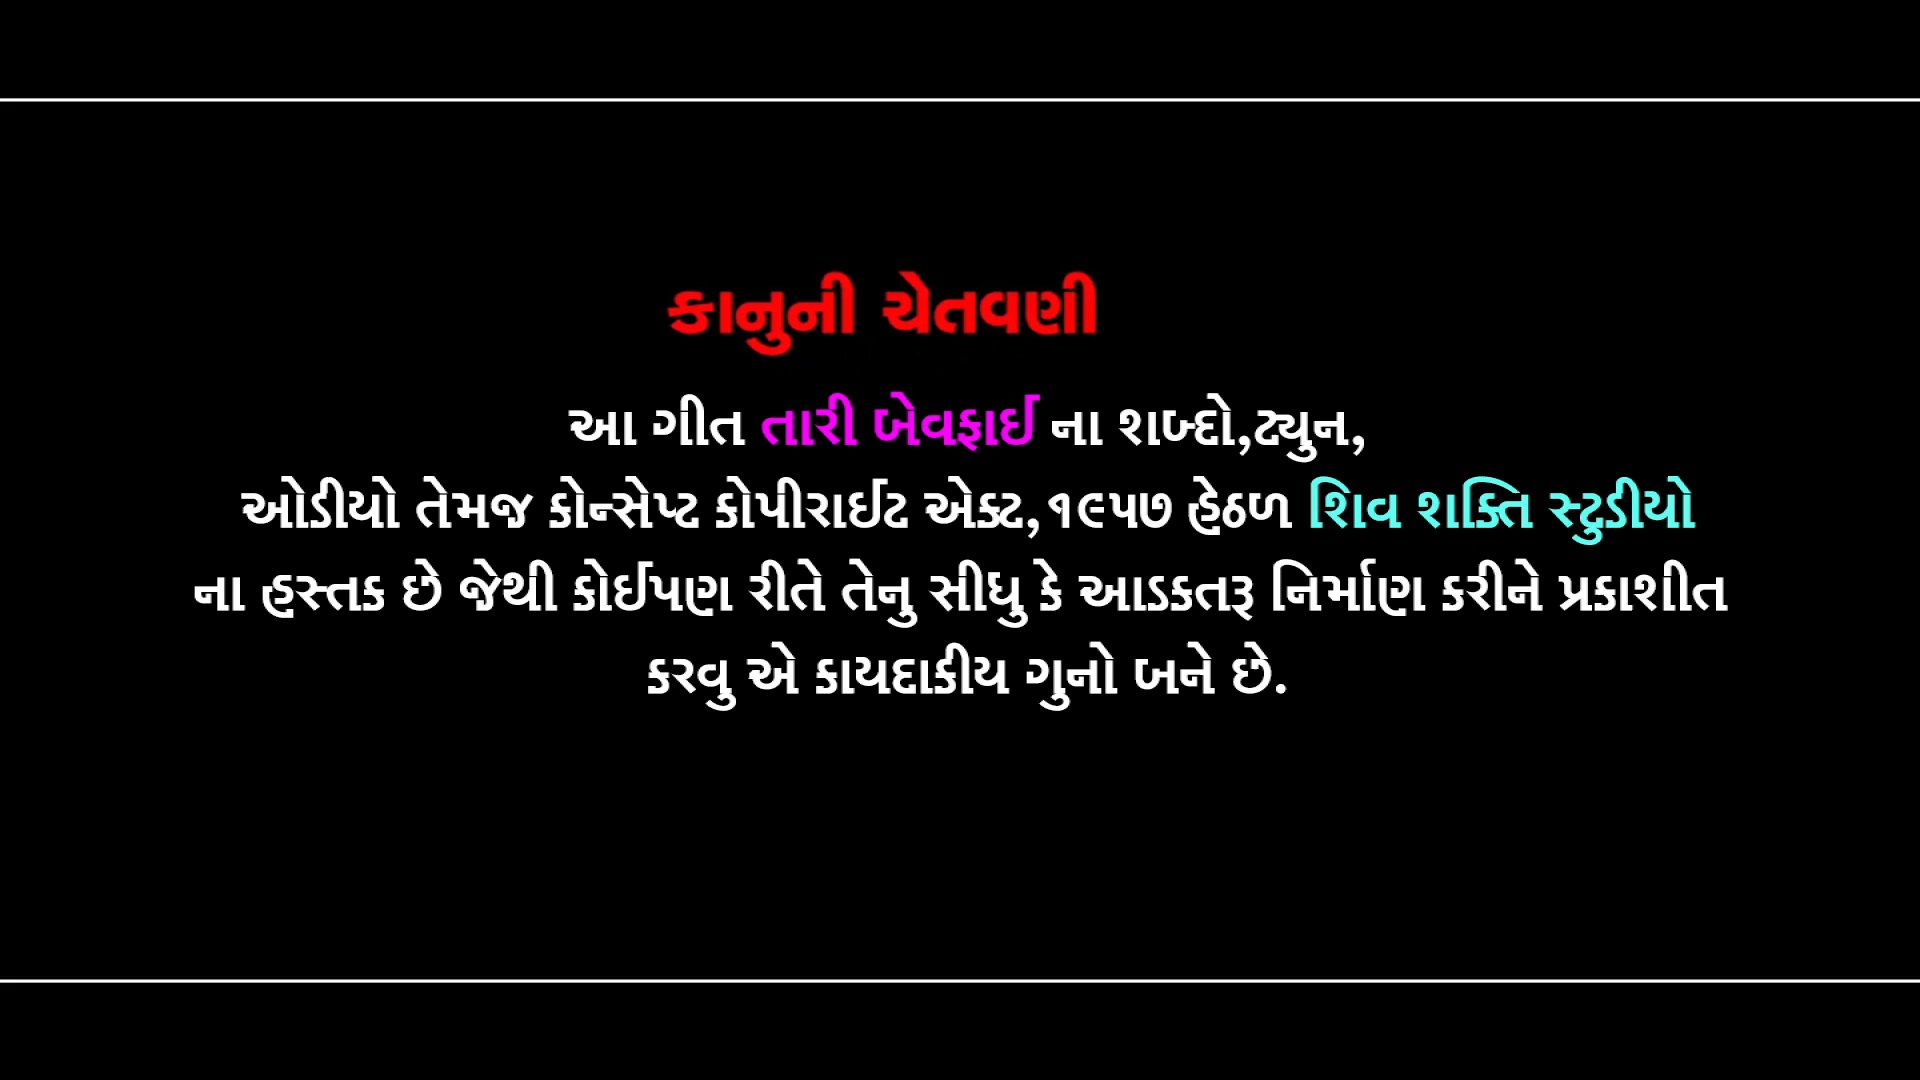 કાનુની ચેતવણી
આ ગીત તારી બેવફાઈ ના શબ્દો,ટ્યુન,
ઓડીયો તેમજ કોન્સેપ્ટ કોપીરાઈટ એક્ટ,૧૯૫૭ હેઠળ શિવ શક્તિ સ્ટુડીયો
ના હસ્તક છે જેથી કોઈપણ રીતે તેનુ સીધુ કે આડકતરૂ નિર્માણ કરીને પ્રકાશીત
કરવુ એ કાયદાકીય ગુનો બને છે.